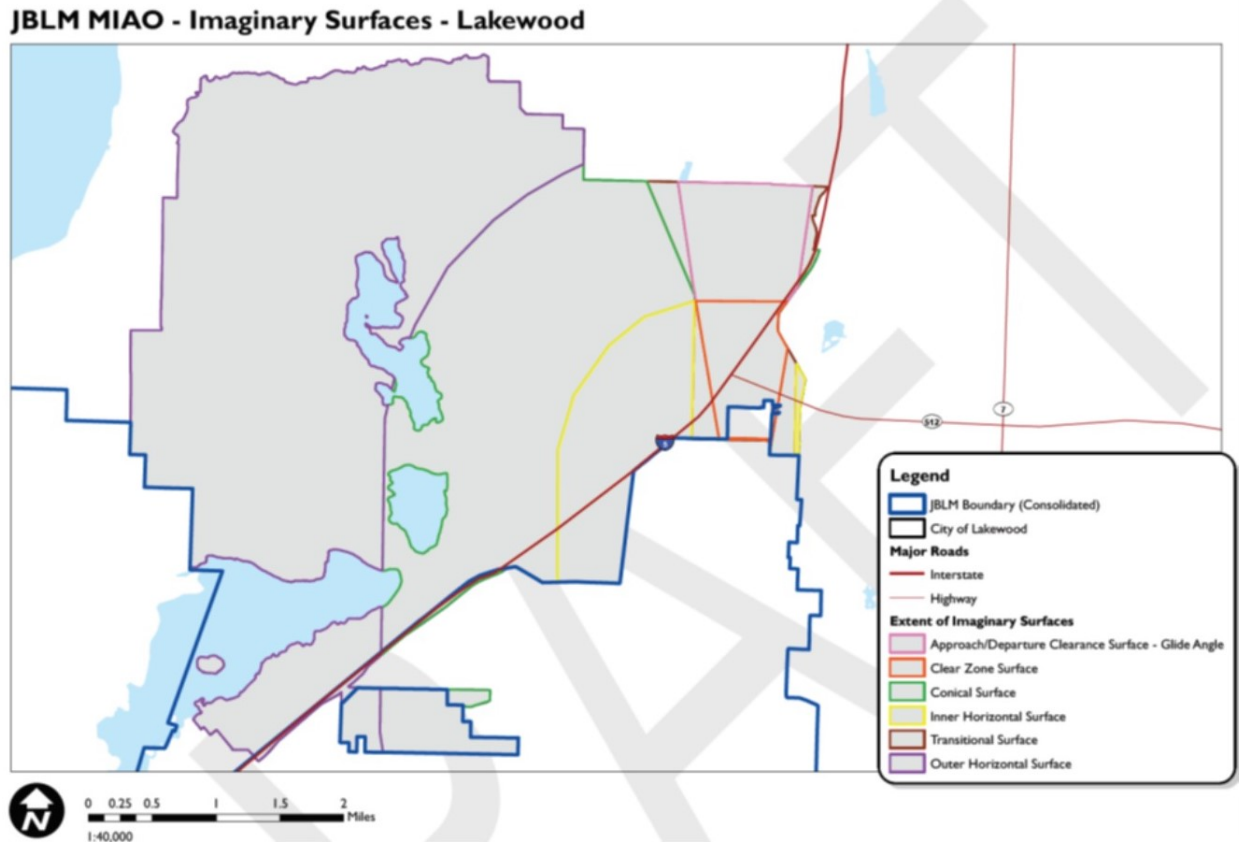 JBLM MIAO - Imaginary Surfaces - Lakewood
512
7
5
Legend
JBLM Boundary (Consolidated)
City of Lakewood
Major Roads
Interstate
Highway
Extent of Imaginary Surfaces
Approach/Departure Clearance Surface - Glide Angle
Clear Zone Surface
Conical Surface
Inner Horizontal Surface
Transitional Surface
Outer Horizontal Surface
N
0 0.25 0.5 1 1.5 2
Miles
1:40,000
DRAFT